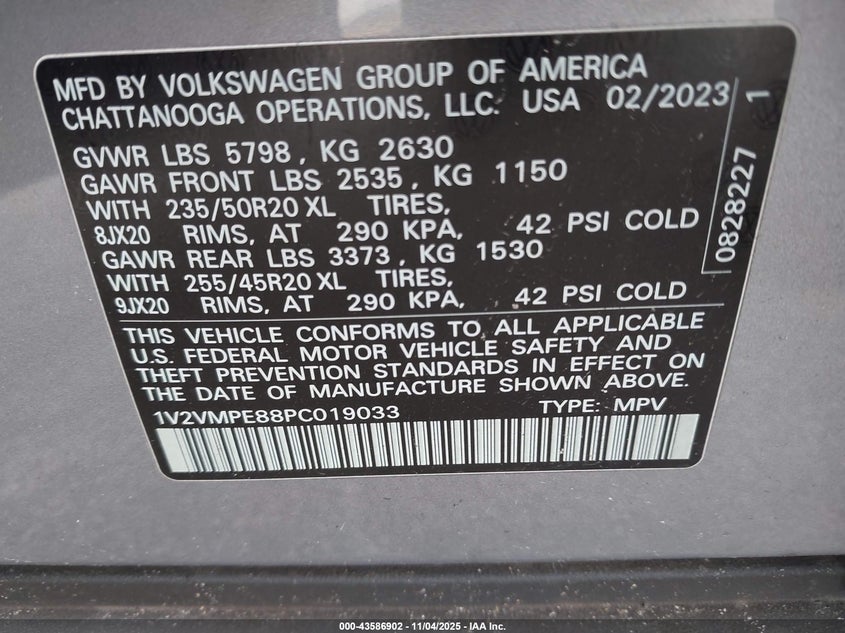 MFD BY VOLKSWAGEN GROUP OF AMERICA
CHATTANOOGA OPERATIONS, LLC. USA 02/2023
GVWR LBS 5798, KG 2630
GAWR FRONT LBS 2535, KG 1150
WITH 235/50R20 XL TIRES,
8JX20 RIMS, AT 290 KPA, 42 PSI COLD
GAWR REAR LBS 3373, KG 1530
WITH 255/45R20 XL TIRES,
9JX20 RIMS, AT 290 KPA, 42 PSI COLD
THIS VEHICLE CONFORMS TO ALL APPLICABLE
U.S. FEDERAL MOTOR VEHICLE SAFETY AND
THEFT PREVENTION STANDARDS IN EFFECT ON
THE DATE OF MANUFACTURE SHOWN ABOVE.
1V2VMPE88PC019033 TYPE: MPV
0828227 1
000-43586902 - 11/04/2025 - IAA Inc.